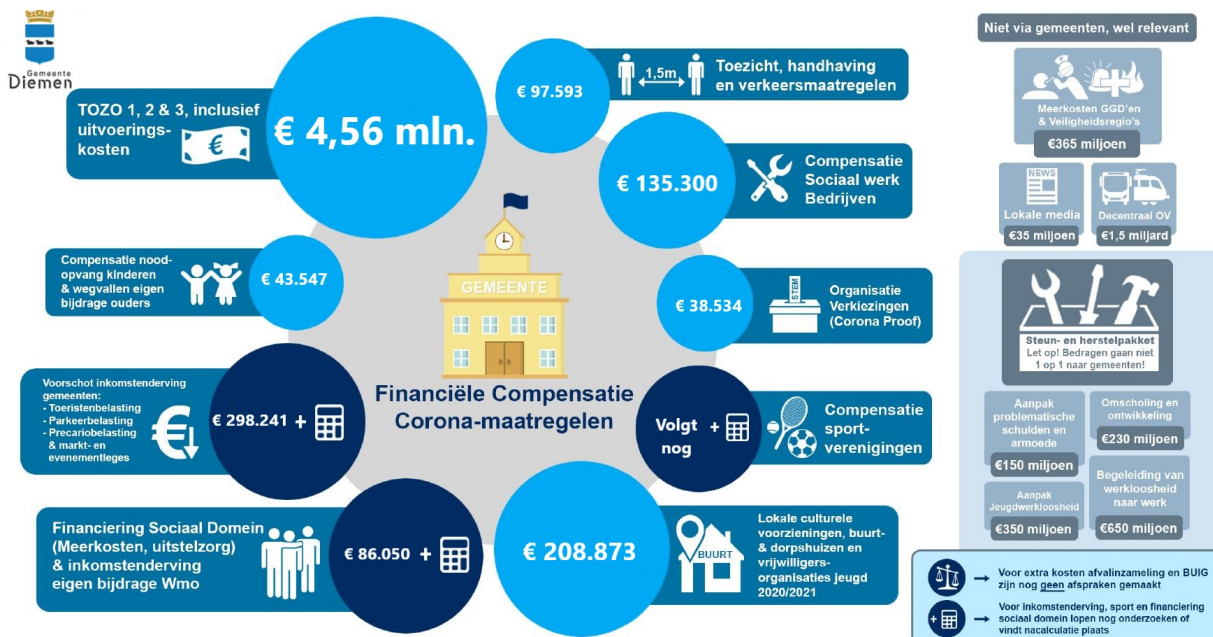 Gemeente
Diemen
TOZO 1, 2 & 3, inclusief
uitvoerings-
kosten
€ 4,56 mln.
€ 97.593
1,5m
Toezicht, handhaving
en verkeersmaatregelen
€ 135.300
Compensatie
Sociaal werk
Bedrijven
Compensatie nood-
opvang kinderen
& wegvallen eigen
bijdrage ouders
€ 43.547
GEMEENTE
€ 38.534
STEM
Organisatie
Verkiezingen
(Corona Proof)
Voorschot inkomstenderving
gemeenten:
- Toeristenbelasting
- Parkeerbelasting
- Precariobelasting
& markt- en
evenementleges
€ 298.241 +
Financiële Compensatie
Corona-maatregelen
Volgt +
nog
Compensatie
sport-
verenigingen
Financiering Sociaal Domein
(Meerkosten, uitstelzorg)
& inkomstenderving
eigen bijdrage Wmo
€ 86.050 +
€ 208.873
BUURT
Lokale culturele
voorzieningen, buurt-
& dorpshuizen en
vrijwilligers-
organisaties jeugd
2020/2021
Niet via gemeenten, wel relevant
Meerkosten GGD'en
& Veiligheidsregio's
€365 miljoen
NEWS
Lokale media
€35 miljoen
Decentraal OV
€1,5 miljard
Steun- en herstelpakket
Let op! Bedragen gaan niet
1 op 1 naar gemeenten!
Aanpak
problematische
schulden en
armoede
€150 miljoen
Omscholing en
ontwikkeling
€230 miljoen
Aanpak
Jeugdwerkloosheid
€350 miljoen
Begeleiding van
werkloosheid
naar werk
€650 miljoen
Voor extra kosten afvalinzameling en BUIG
zijn nog geen afspraken gemaakt
+
Voor inkomstenderving, sport en financiering
sociaal domein lopen nog onderzoeken of
vindt nacalculatie plaats